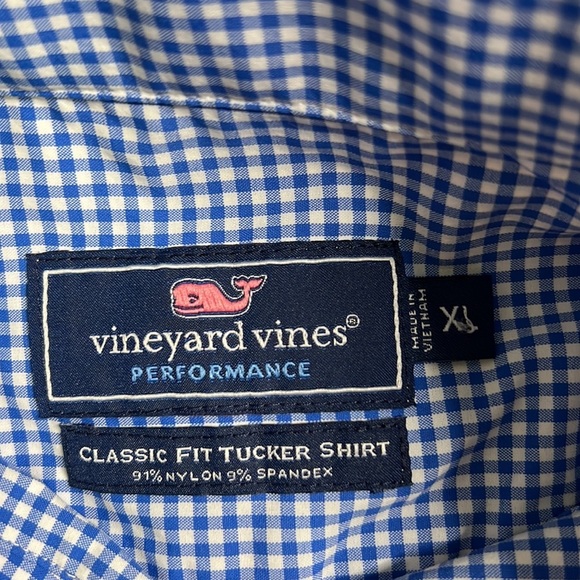 vineyard vines®
PERFORMANCE
MADE IN
VIETNAM
XL
CLASSIC FIT TUCKER SHIRT
91% NYLON 9% SPANDEX